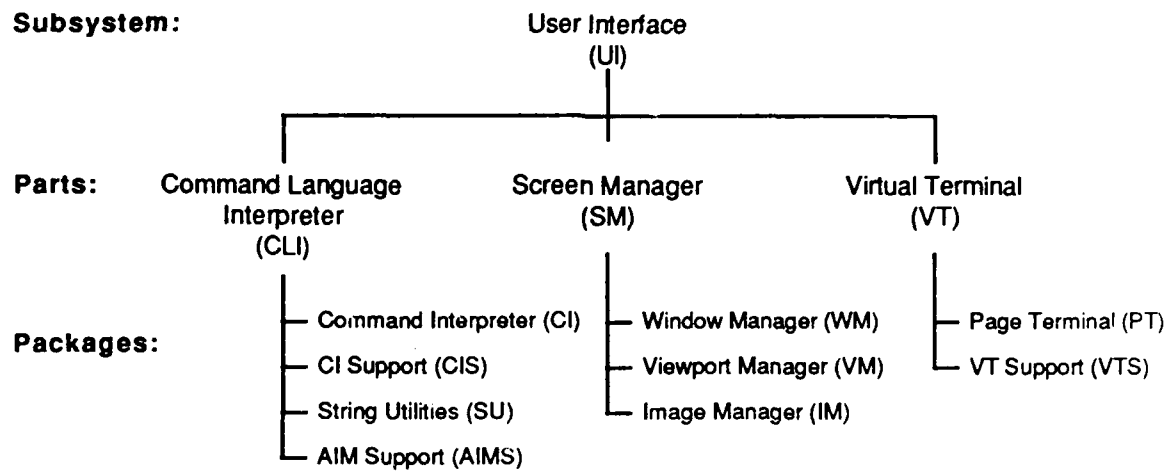 Subsystem:
User Interface
(UI)
Parts:
Command Language
Interpreter
(CLI)
Screen Manager
(SM)
Virtual Terminal
(VT)
Packages:
Command Interpreter (CI)
CI Support (CIS)
String Utilities (SU)
AIM Support (AIMS)
Window Manager (WM)
Viewport Manager (VM)
Image Manager (IM)
Page Terminal (PT)
VT Support (VTS)